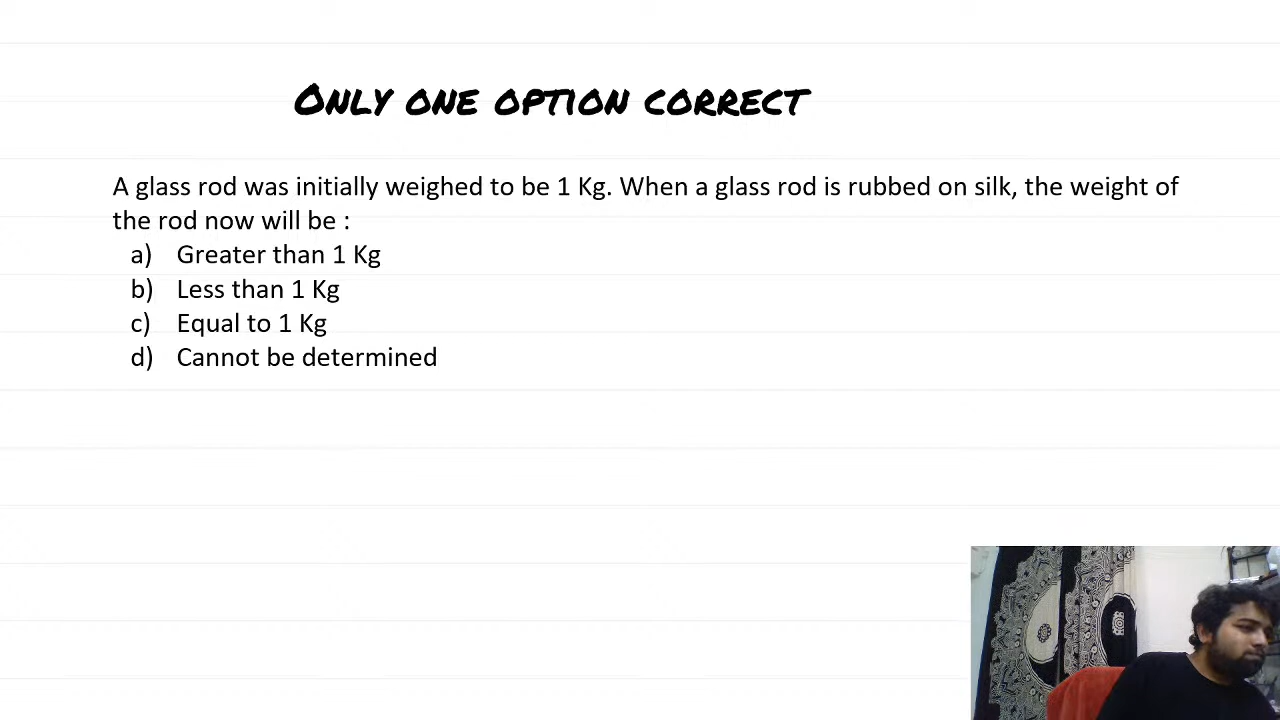 ONLY ONE OPTION CORRECT
A glass rod was initially weighed to be 1 Kg. When a glass rod is rubbed on silk, the weight of
the rod now will be :
a) Greater than 1 Kg
b) Less than 1 Kg
c) Equal to 1 Kg
d) Cannot be determined